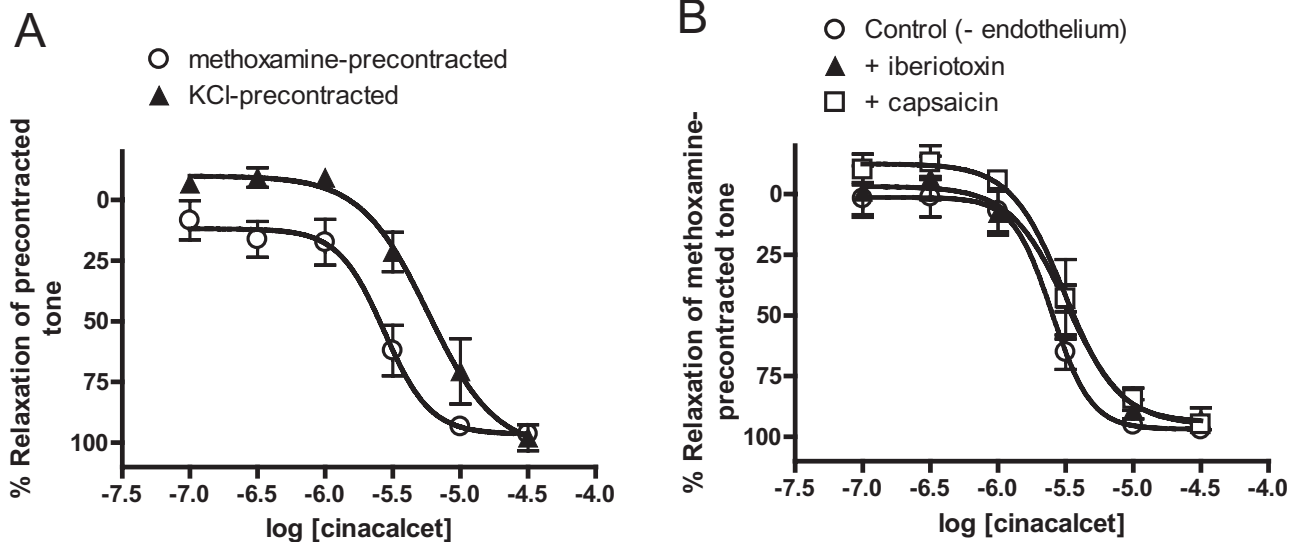 A
methoxamine-precontracted
KCl-precontracted
% Relaxation of precontracted
tone
0
25
50
75
100
-7.5 -7.0 -6.5 -6.0 -5.5 -5.0 -4.5 -4.0
log [cinacalcet]
B
Control (- endothelium)
+ iberiotoxin
+ capsaicin
% Relaxation of methoxamine-
precontracted tone
0
25
50
75
100
-7.5 -7.0 -6.5 -6.0 -5.5 -5.0 -4.5 -4.0
log [cinacalcet]